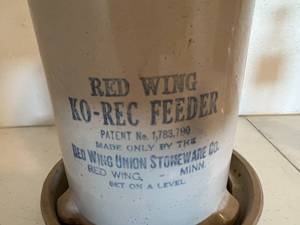 RED WING
KO-REC FEEDER
PATENT No. 1,783,790
MADE ONLY BY THE
RED WING UNION STONEWARE CO.
RED WING, - MINN.
SET ON A LEVEL